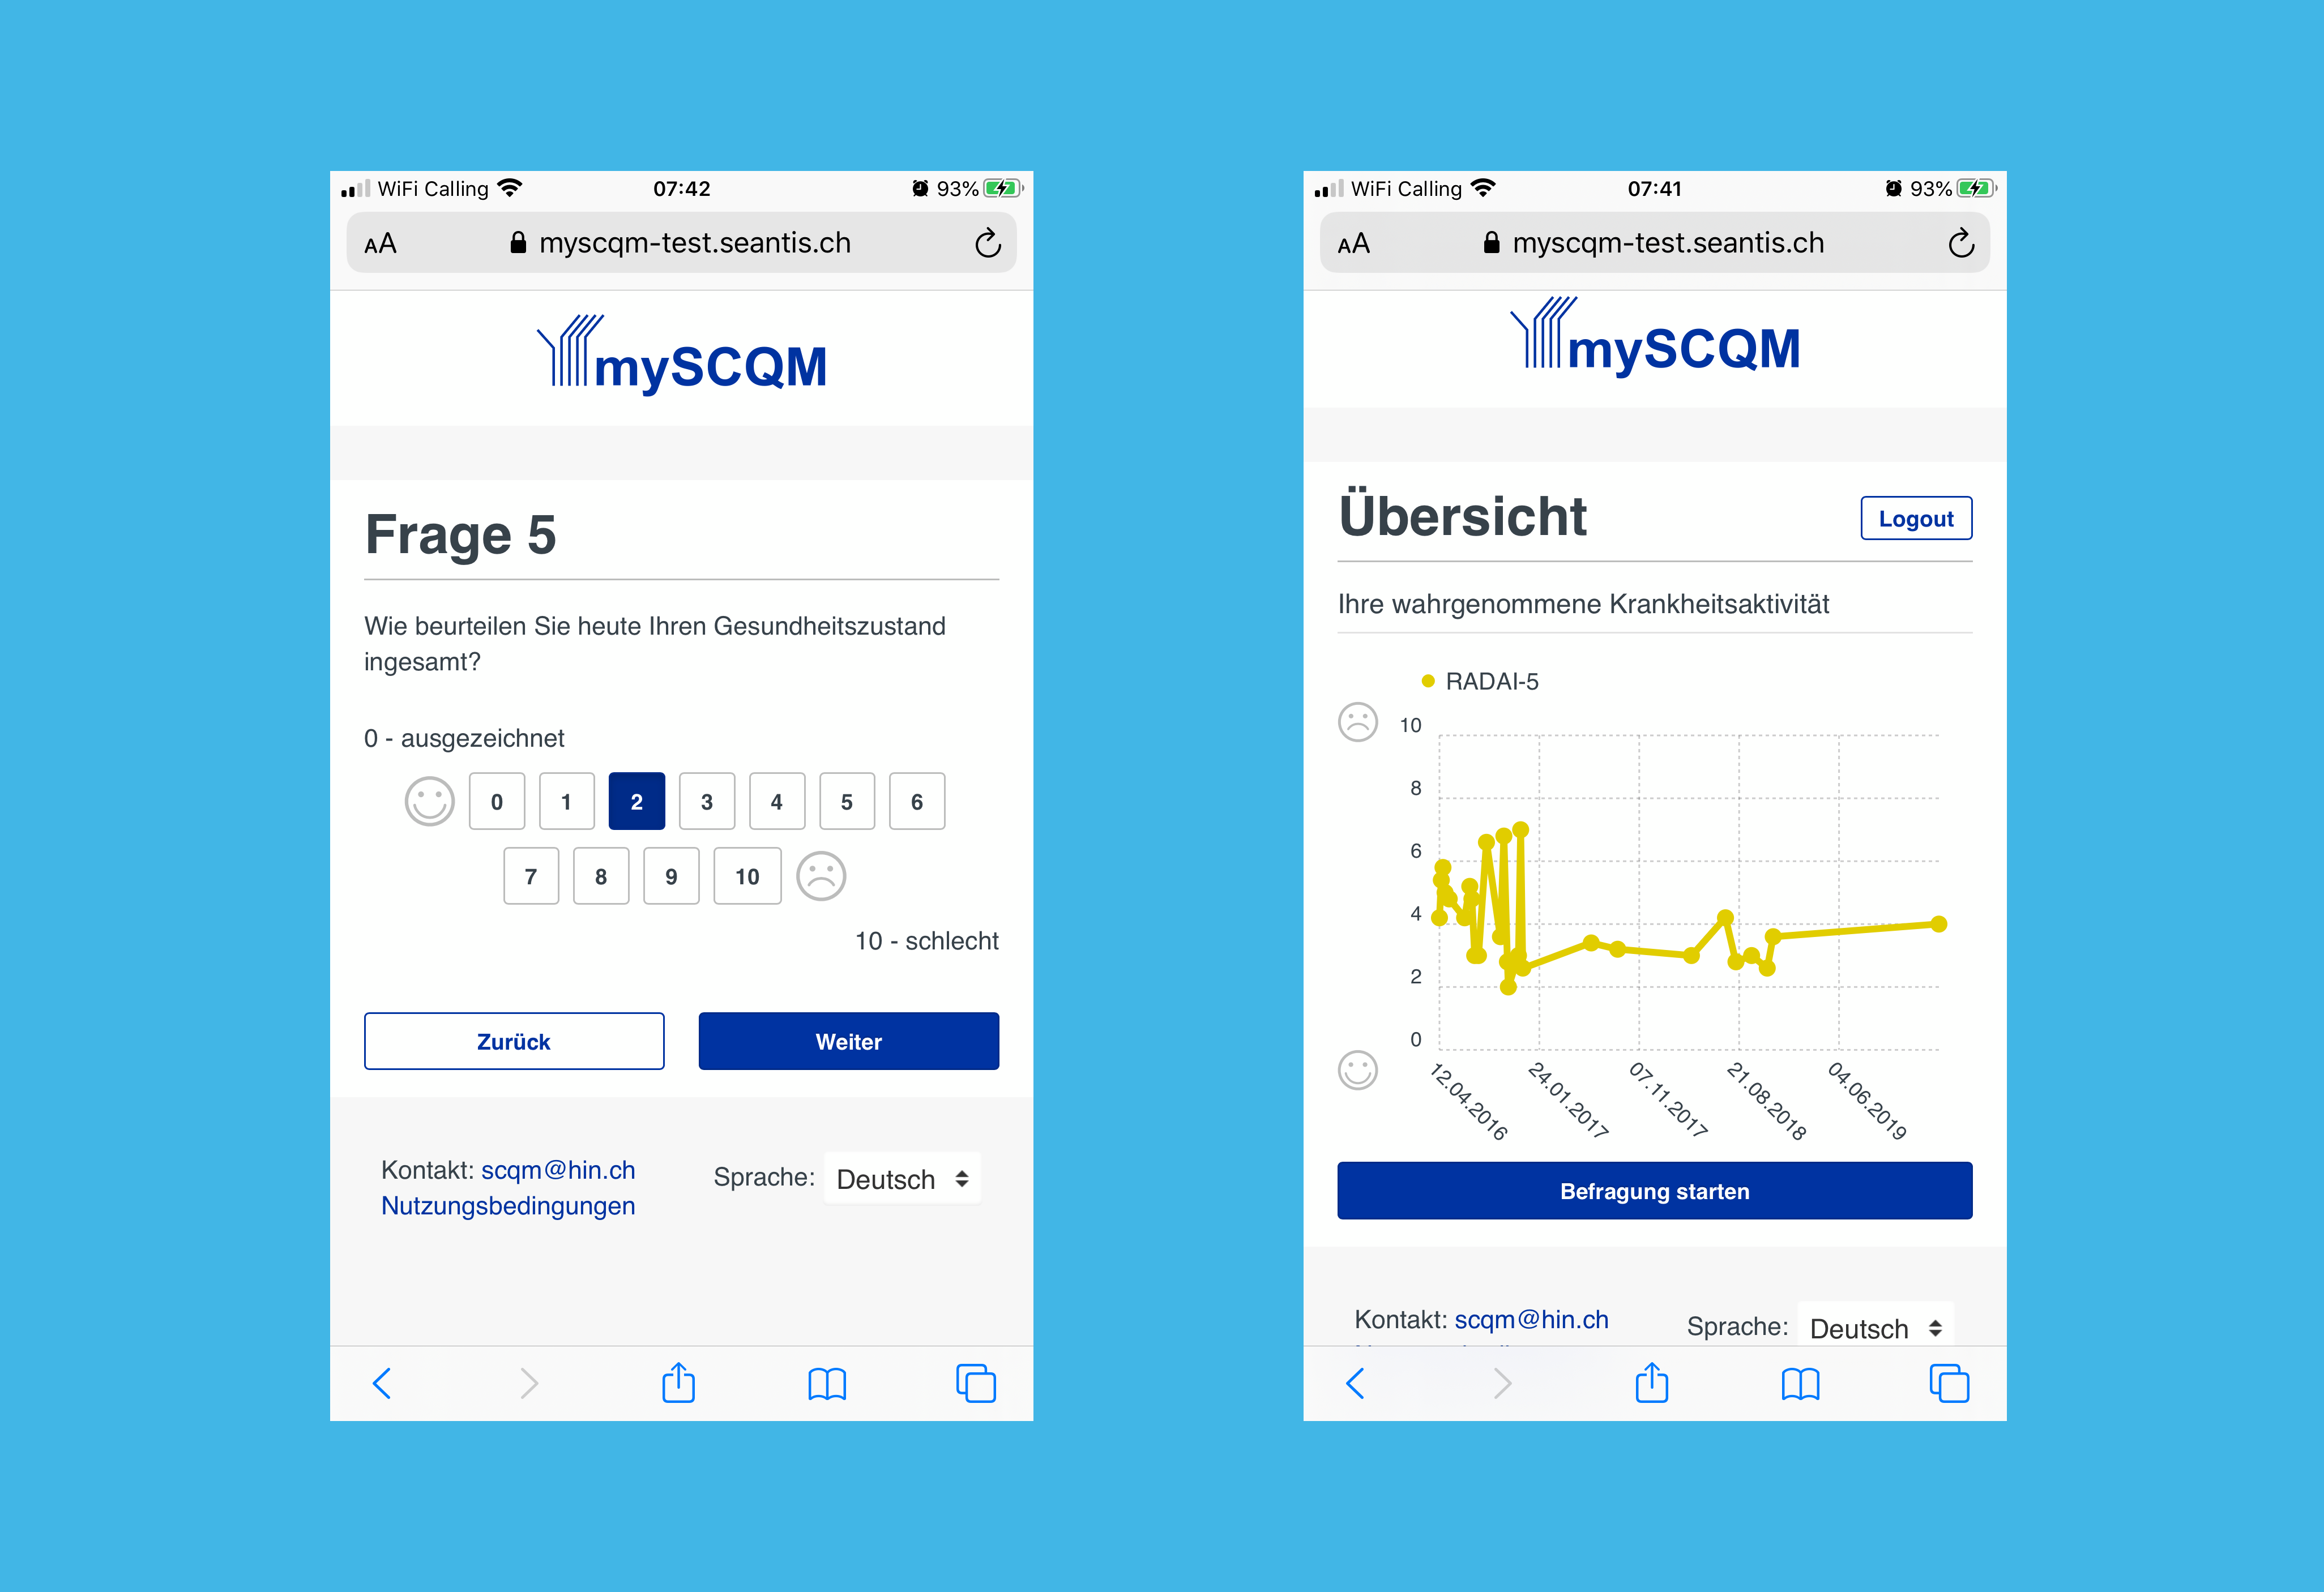 WiFi Calling 07:42 93%
AA myscqm-test.seantis.ch
mySCQM
Frage 5
Wie beurteilen Sie heute Ihren Gesundheitszustand
ingesamt?
0 - ausgezeichnet
0 1 2 3 4 5 6
7 8 9 10
10 - schlecht
Zurück Weiter
Kontakt: scqm@hin.ch Sprache: Deutsch
Nutzungsbedingungen
WiFi Calling 07:41 93%
AA myscqm-test.seantis.ch
mySCQM
Übersicht Logout
Ihre wahrgenommene Krankheitsaktivität
RADAI-5
10
8
6
4
2
0
12.04.2016 24.01.2017 07.11.2017 21.08.2018 04.06.2019
Befragung starten
Kontakt: scqm@hin.ch Sprache: Deutsch